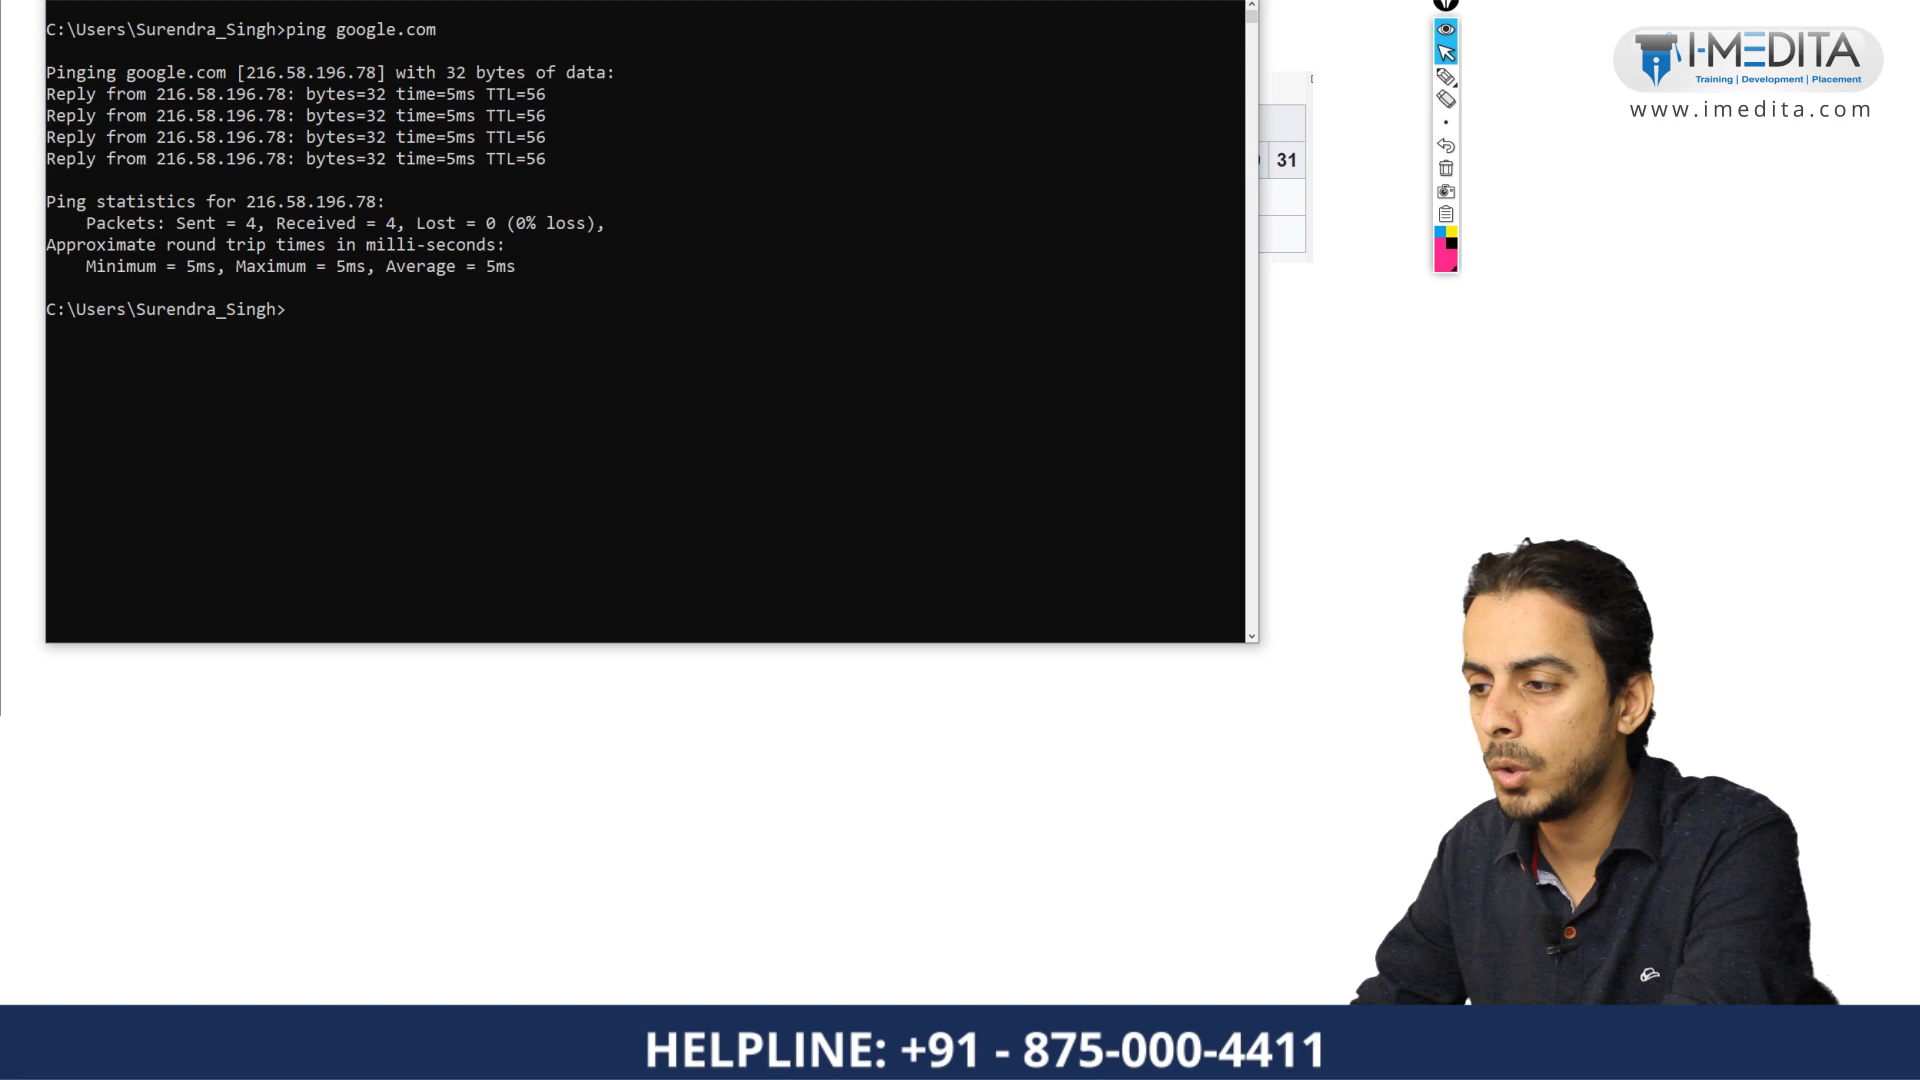 C:\Users\Surendra_Singh>ping google.com
Pinging google.com [216.58.196.78] with 32 bytes of data:
Reply from 216.58.196.78: bytes=32 time=5ms TTL=56
Reply from 216.58.196.78: bytes=32 time=5ms TTL=56
Reply from 216.58.196.78: bytes=32 time=5ms TTL=56
Reply from 216.58.196.78: bytes=32 time=5ms TTL=56
Ping statistics for 216.58.196.78:
Packets: Sent = 4, Received = 4, Lost = 0 (0% loss),
Approximate round trip times in milli-seconds:
Minimum = 5ms, Maximum = 5ms, Average = 5ms
C:\Users\Surendra_Singh>
31
I-MEDITA
Training | Development | Placement
www.imedita.com
HELPLINE: +91 - 875-000-4411